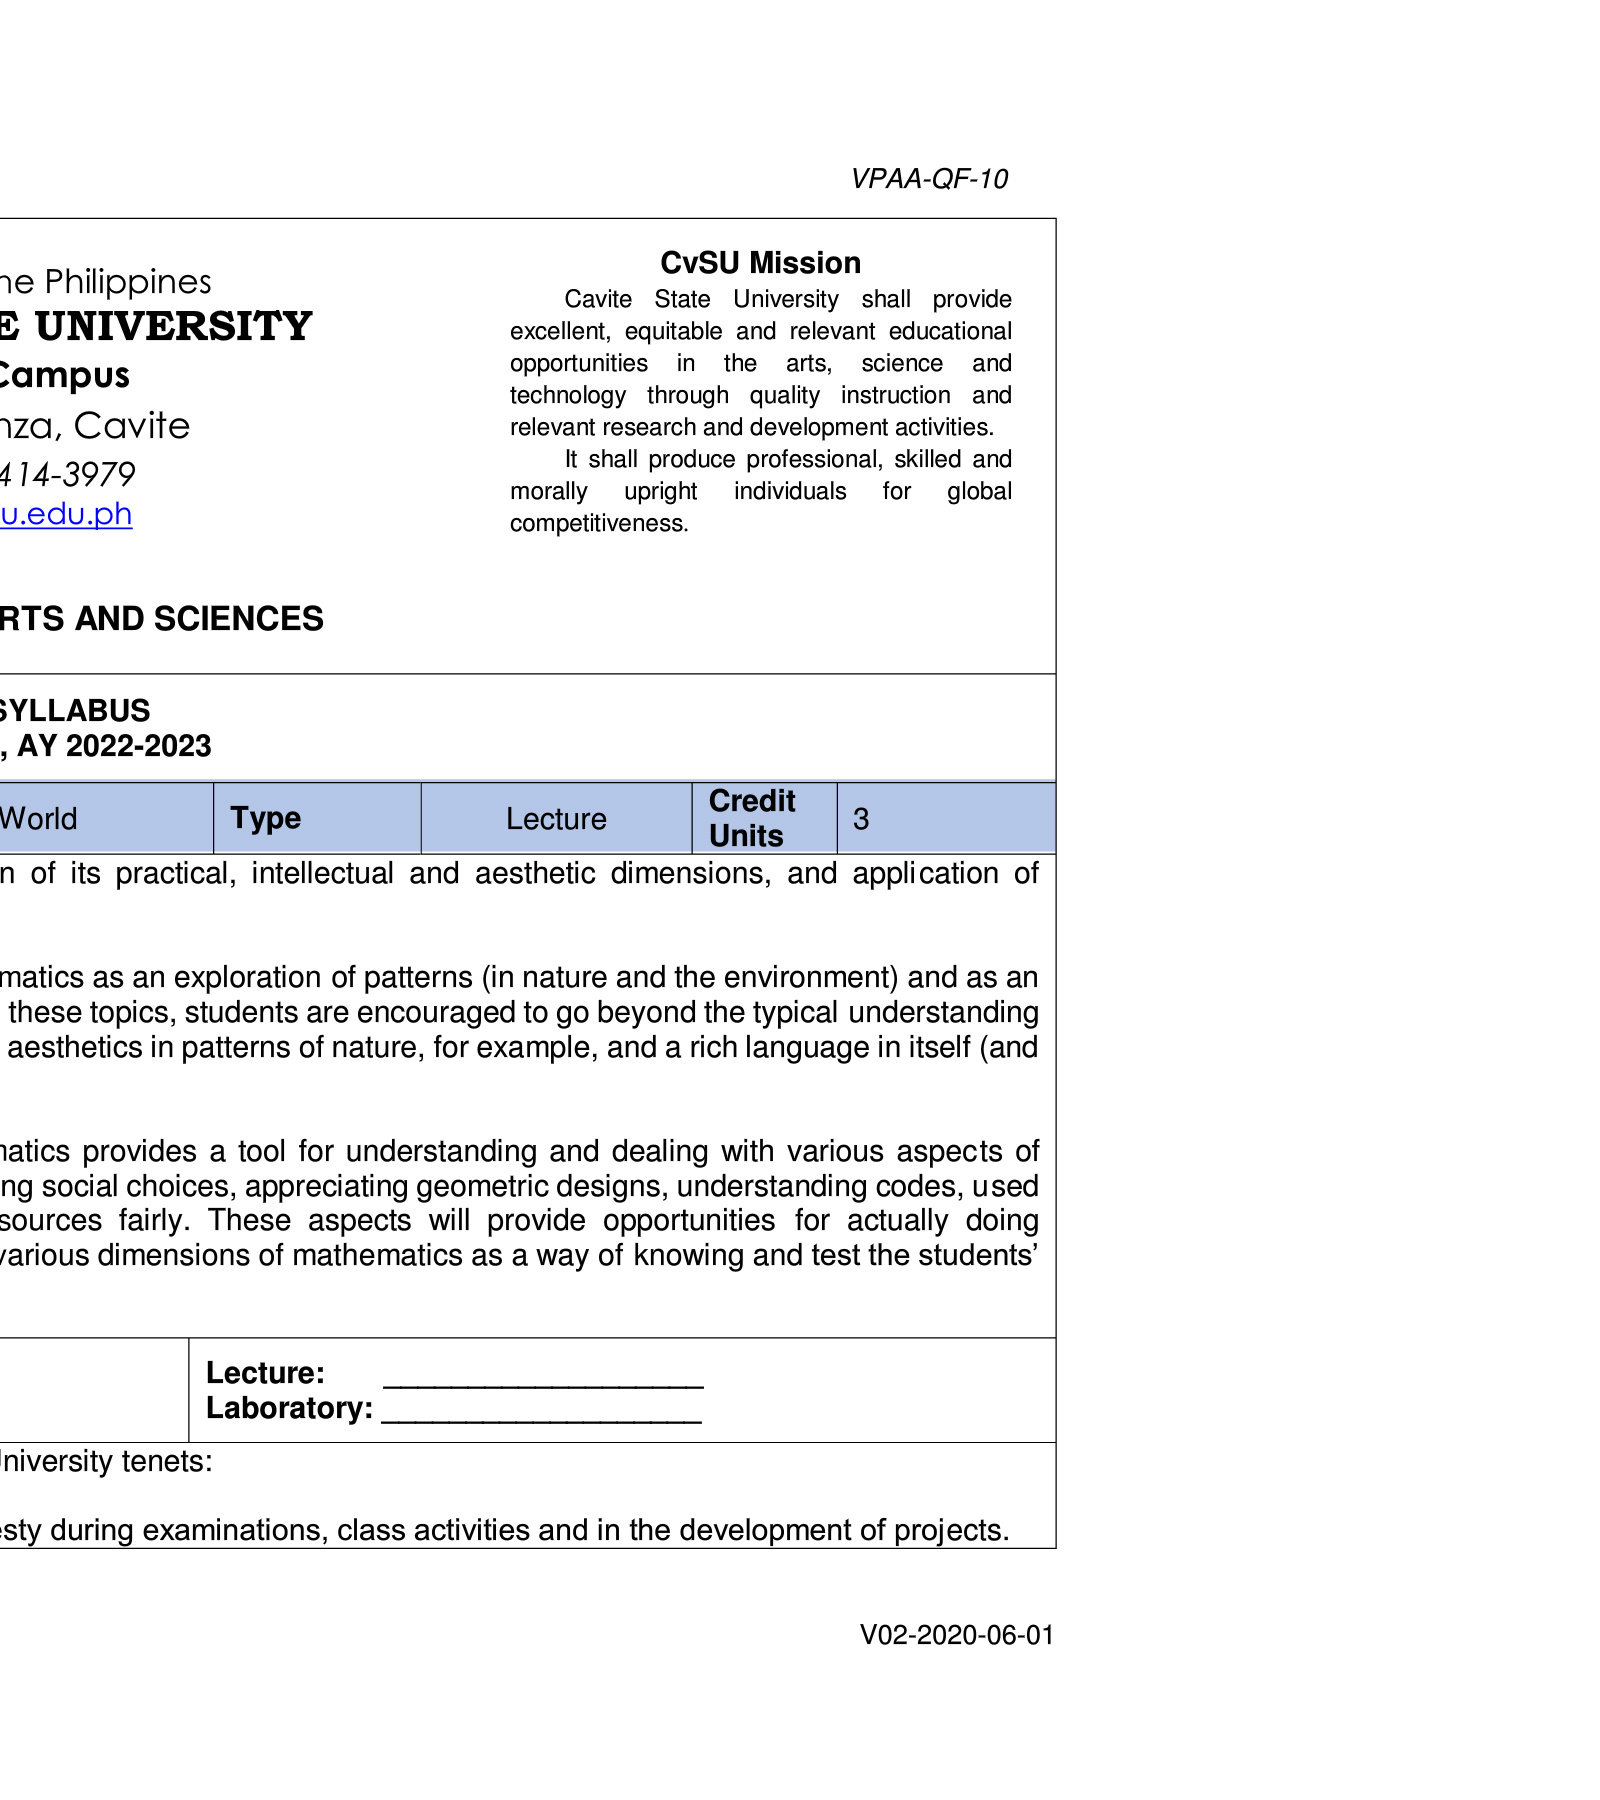 VPAA-QF-10
ne Philippines
E UNIVERSITY
Campus
nza, Cavite
414-3979
u.edu.ph
CvSU Mission
Cavite State University shall provide
excellent, equitable and relevant educational
opportunities in the arts, science and
technology through quality instruction and
relevant research and development activities.
It shall produce professional, skilled and
morally upright individuals for global
competitiveness.
RTS AND SCIENCES
SYLLABUS
, AY 2022-2023
World Type Lecture Credit Units 3
n of its practical, intellectual and aesthetic dimensions, and application of
matics as an exploration of patterns (in nature and the environment) and as an
these topics, students are encouraged to go beyond the typical understanding
aesthetics in patterns of nature, for example, and a rich language in itself (and
natics provides a tool for understanding and dealing with various aspects of
ng social choices, appreciating geometric designs, understanding codes, used
sources fairly. These aspects will provide opportunities for actually doing
various dimensions of mathematics as a way of knowing and test the students’
Lecture: ___________________
Laboratory: ___________________
University tenets:
esty during examinations, class activities and in the development of projects.
V02-2020-06-01